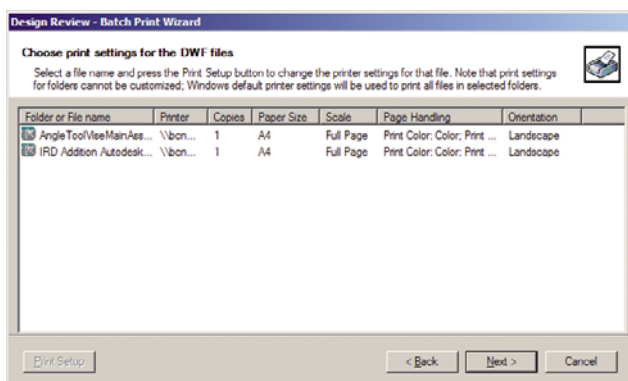 Design Review - Batch Print Wizard
Choose print settings for the DWF files
Select a file name and press the Print Setup button to change the printer settings for that file. Note that print settings
for folders cannot be customized; Windows default printer settings will be used to print all files in selected folders.
Folder or File name Printer Copies Paper Size Scale Page Handling Orientation
AngleToolViseMainAss... \\bcn... 1 A4 Full Page Print Color: Color; Print ... Landscape
IRD Addition Autodesk... \\bcn... 1 A4 Full Page Print Color: Color; Print ... Landscape
Print Setup < Back Next > Cancel